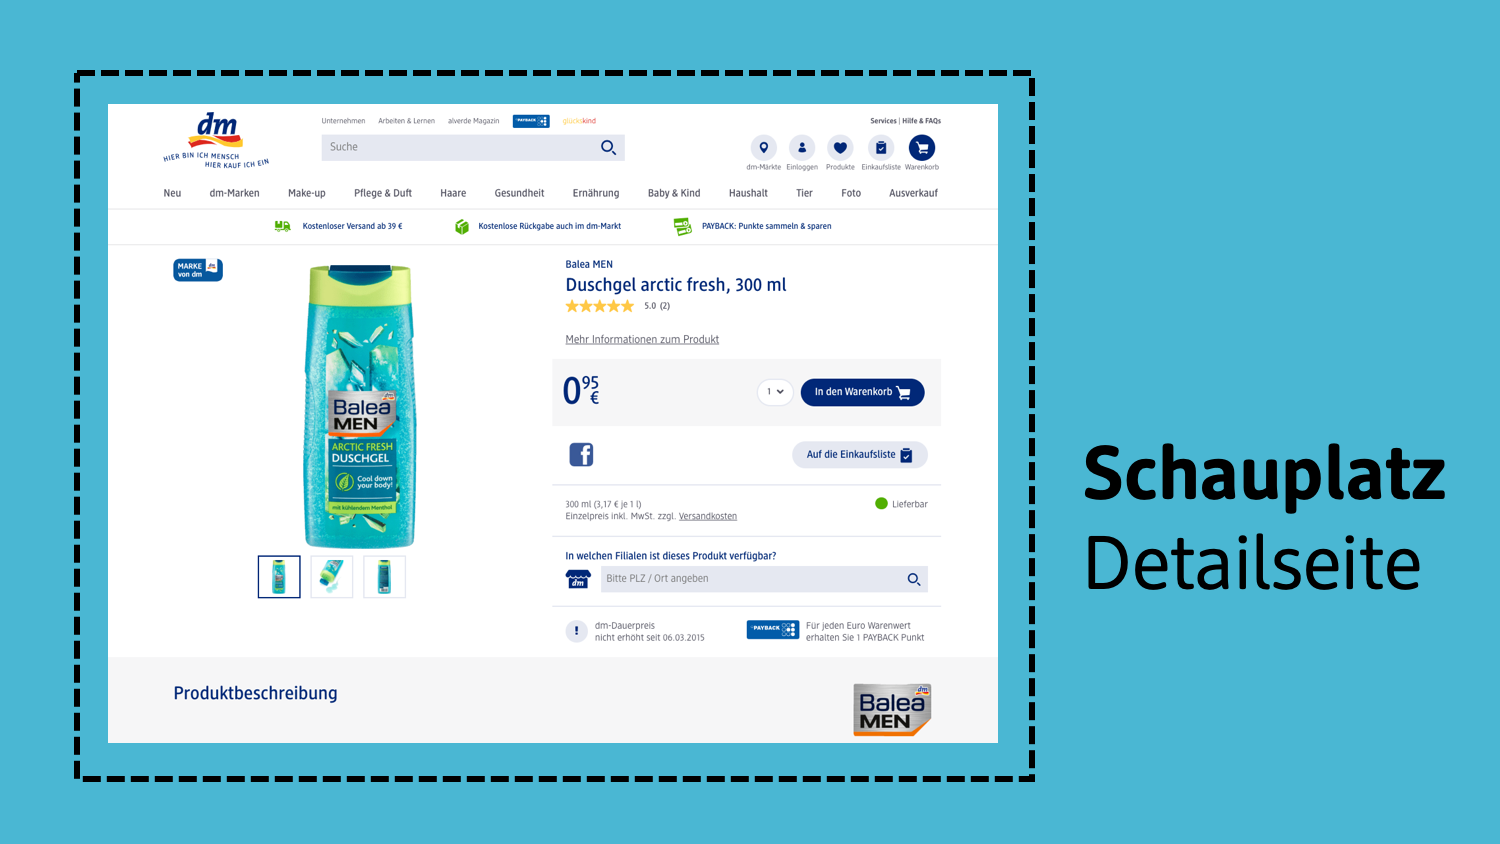 dm
HIER BIN ICH MENSCH
HIER KAUF ICH EIN
Unternehmen Arbeiten & Lernen alverde Magazin PAYBACK glückskind
Services | Hilfe & FAQs
Suche
dm-Märkte Einloggen Produkte Einkaufsliste Warenkorb
Neu dm-Marken Make-up Pflege & Duft Haare Gesundheit Ernährung Baby & Kind Haushalt Tier Foto Ausverkauf
Kostenloser Versand ab 39 € Kostenlose Rückgabe auch im dm-Markt PAYBACK: Punkte sammeln & sparen
MARKE
von dm
dm
Balea
MEN
ARCTIC FRESH
DUSCHGEL
Cool down
your body!
mit kühlendem Menthol
Balea MEN
Duschgel arctic fresh, 300 ml
5.0 (2)
Mehr Informationen zum Produkt
095 €
1
In den Warenkorb
f
Auf die Einkaufsliste
300 ml (3,17 € je 1 l)
Einzelpreis inkl. MwSt. zzgl. Versandkosten
Lieferbar
In welchen Filialen ist dieses Produkt verfügbar?
dm
Bitte PLZ / Ort angeben
!
dm-Dauerpreis
nicht erhöht seit 06.03.2015
PAYBACK
Für jeden Euro Warenwert
erhalten Sie 1 PAYBACK Punkt
Produktbeschreibung
dm
Balea
MEN
Schauplatz
Detailseite